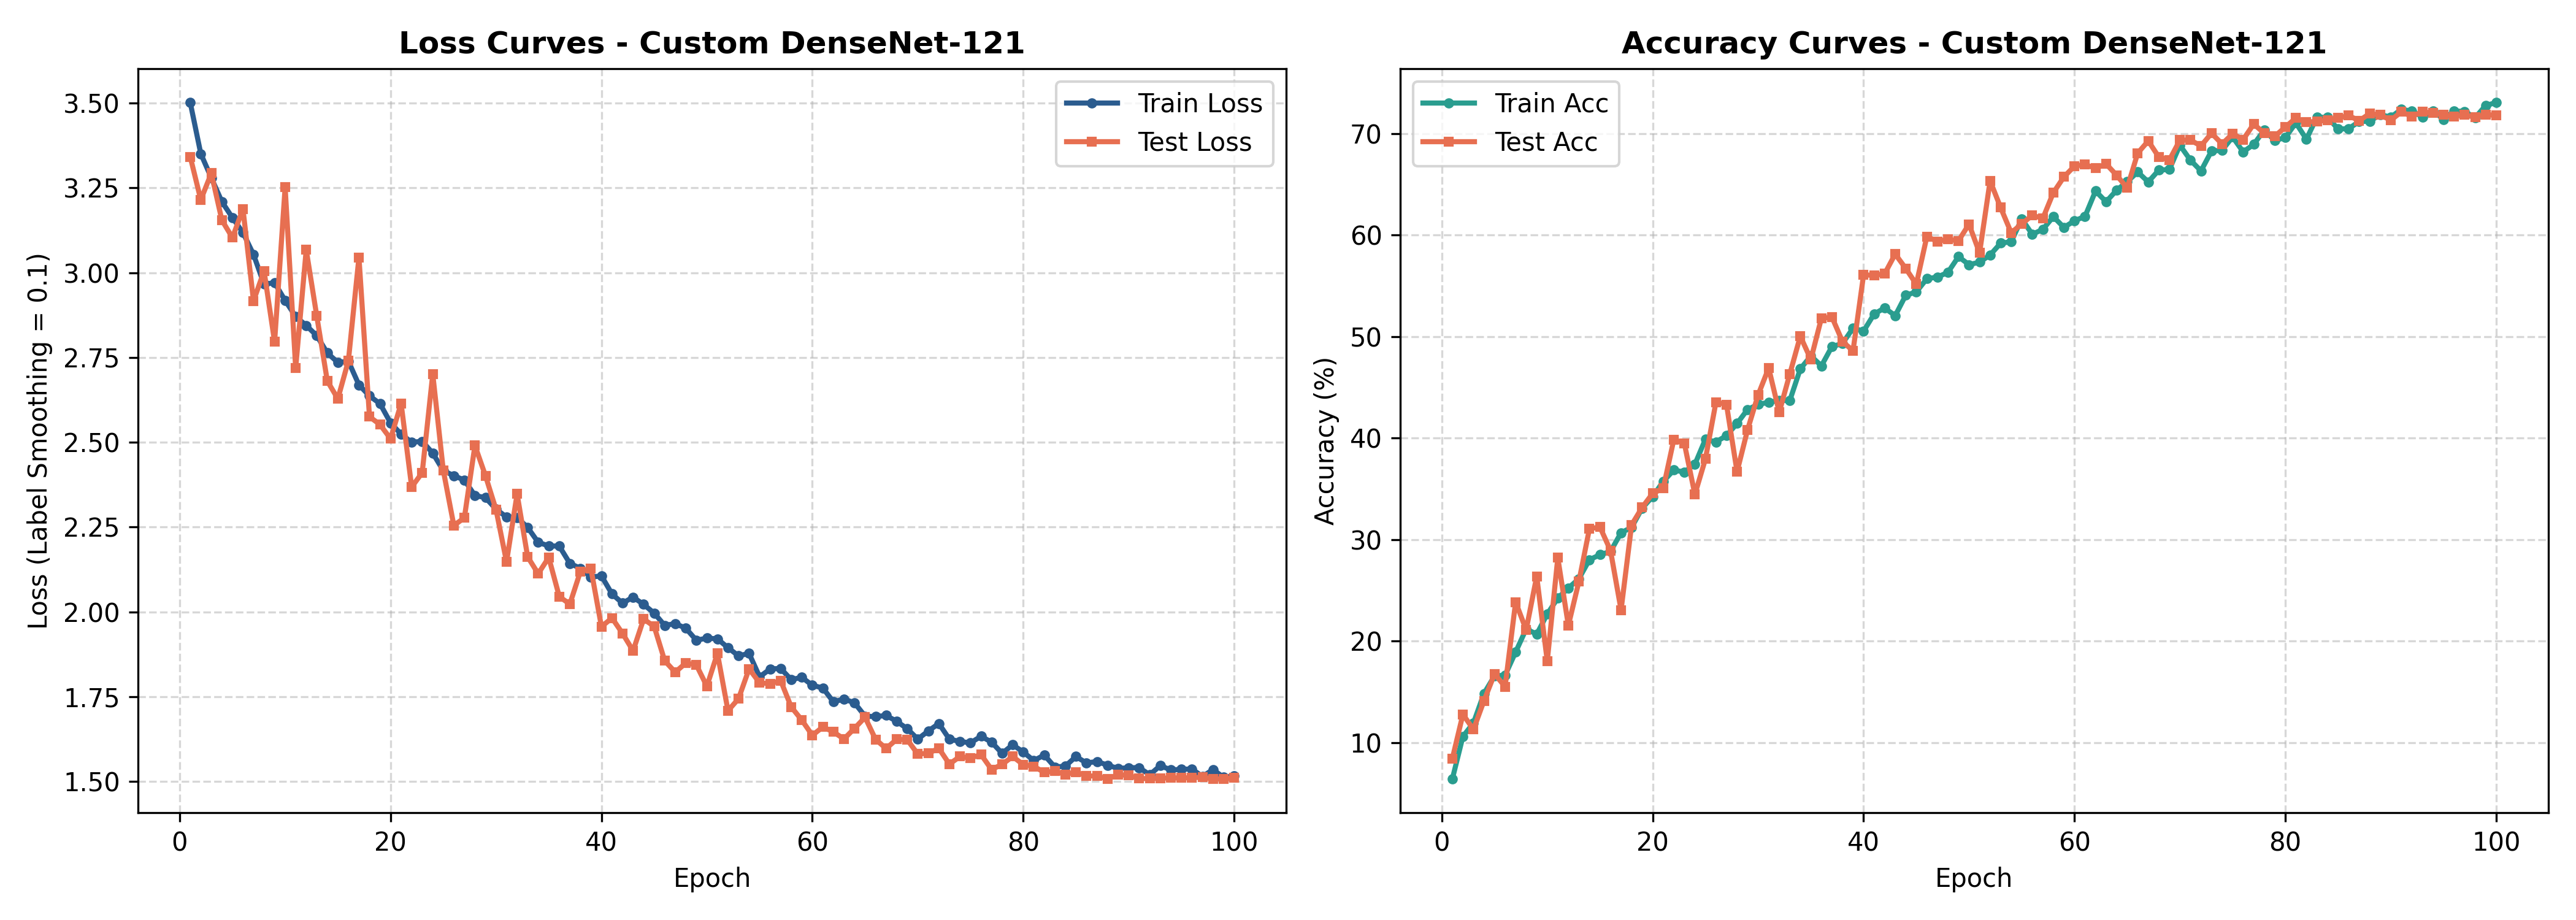 Loss Curves - Custom DenseNet-121
Train Loss
Test Loss
Loss (Label Smoothing = 0.1)
3.50
3.25
3.00
2.75
2.50
2.25
2.00
1.75
1.50
0 20 40 60 80 100
Epoch
Accuracy Curves - Custom DenseNet-121
Train Acc
Test Acc
Accuracy (%)
70
60
50
40
30
20
10
0 20 40 60 80 100
Epoch